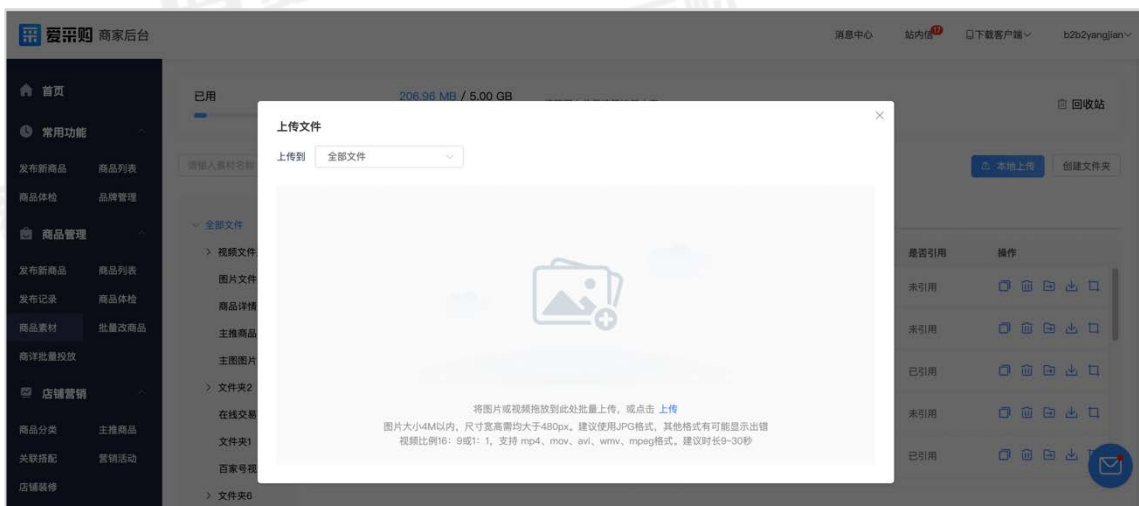 爱采购 商家后台
消息中心 站内信 17 下载客户端 b2b2yangjian
首页
常用功能
发布新商品 商品列表
商品体检 品牌管理
商品管理
发布新商品 商品列表
发布记录 商品体检
商品素材 批量改商品
商详批量投放
店铺营销
商品分类 主推商品
关联搭配 营销活动
店铺装修
已用 206.96 MB / 5.00 GB
回收站
请输入素材名称
本地上传 创建文件夹
全部文件
视频文件
图片文件
商品详情
主推商品
主图图片
文件夹2
在线交易
文件夹1
百家号视
文件夹6
是否引用 操作
未引用
未引用
已引用
未引用
已引用
上传文件
上传到 全部文件
将图片或视频拖放到此处批量上传，或点击 上传
图片大小4M以内，尺寸宽高需均大于480px。建议使用JPG格式，其他格式有可能显示出错
视频比例16：9或1：1，支持 mp4、mov、avi、wmv、mpeg格式。建议时长9~30秒